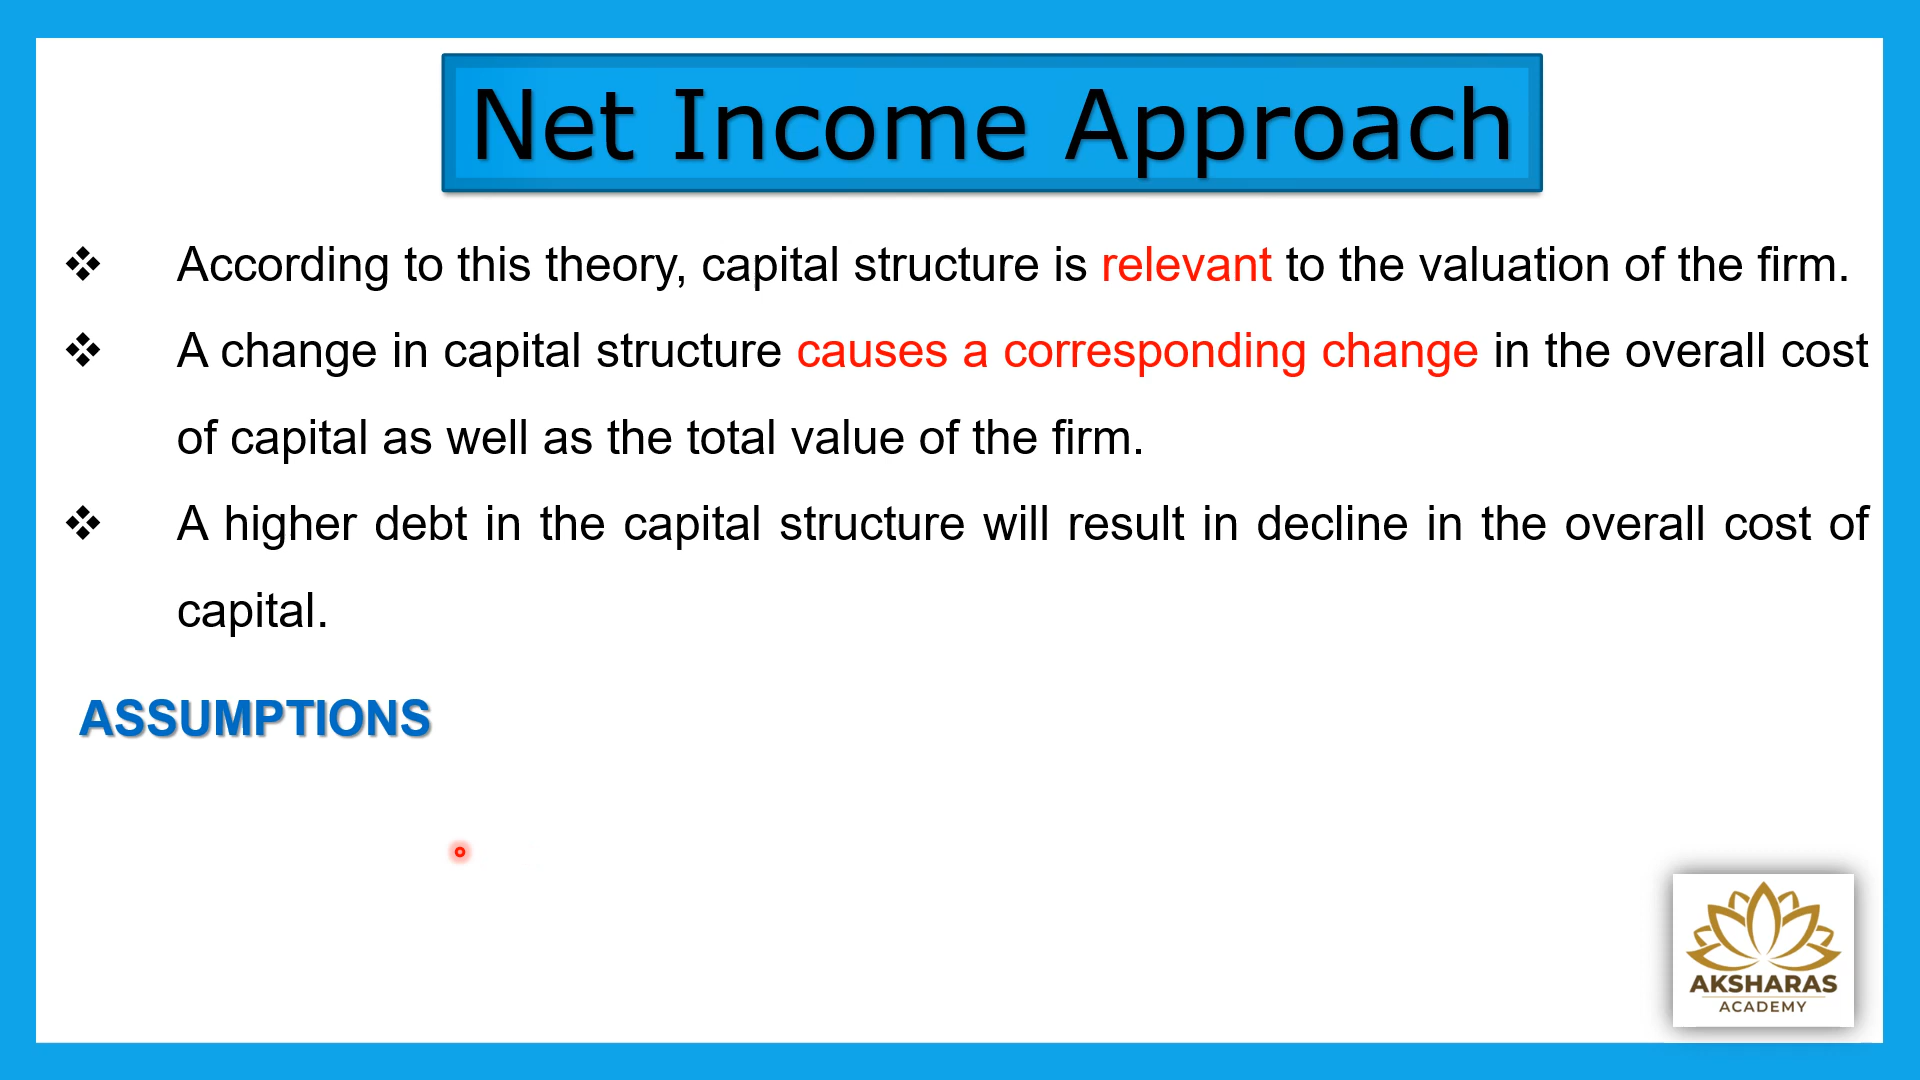 Net Income Approach
❖ According to this theory, capital structure is relevant to the valuation of the firm.
❖ A change in capital structure causes a corresponding change in the overall cost
of capital as well as the total value of the firm.
❖ A higher debt in the capital structure will result in decline in the overall cost of
capital.
ASSUMPTIONS
AKSHARAS
ACADEMY